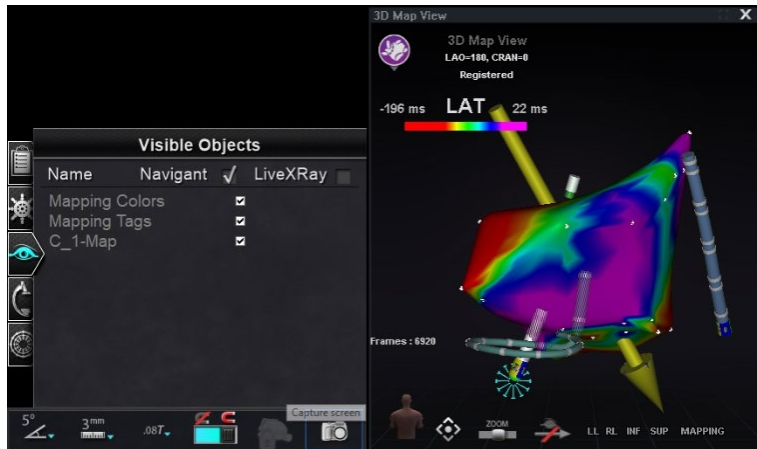 Visible Objects
Name Navigant LiveXRay
Mapping Colors
Mapping Tags
C_1-Map
5°
3 mm
.08T
Capture screen
3D Map View
X
3D Map View
LAO=180, CRAN=0
Registered
-196 ms LAT 22 ms
Frames : 6920
ZOOM
LL RL INF SUP MAPPING